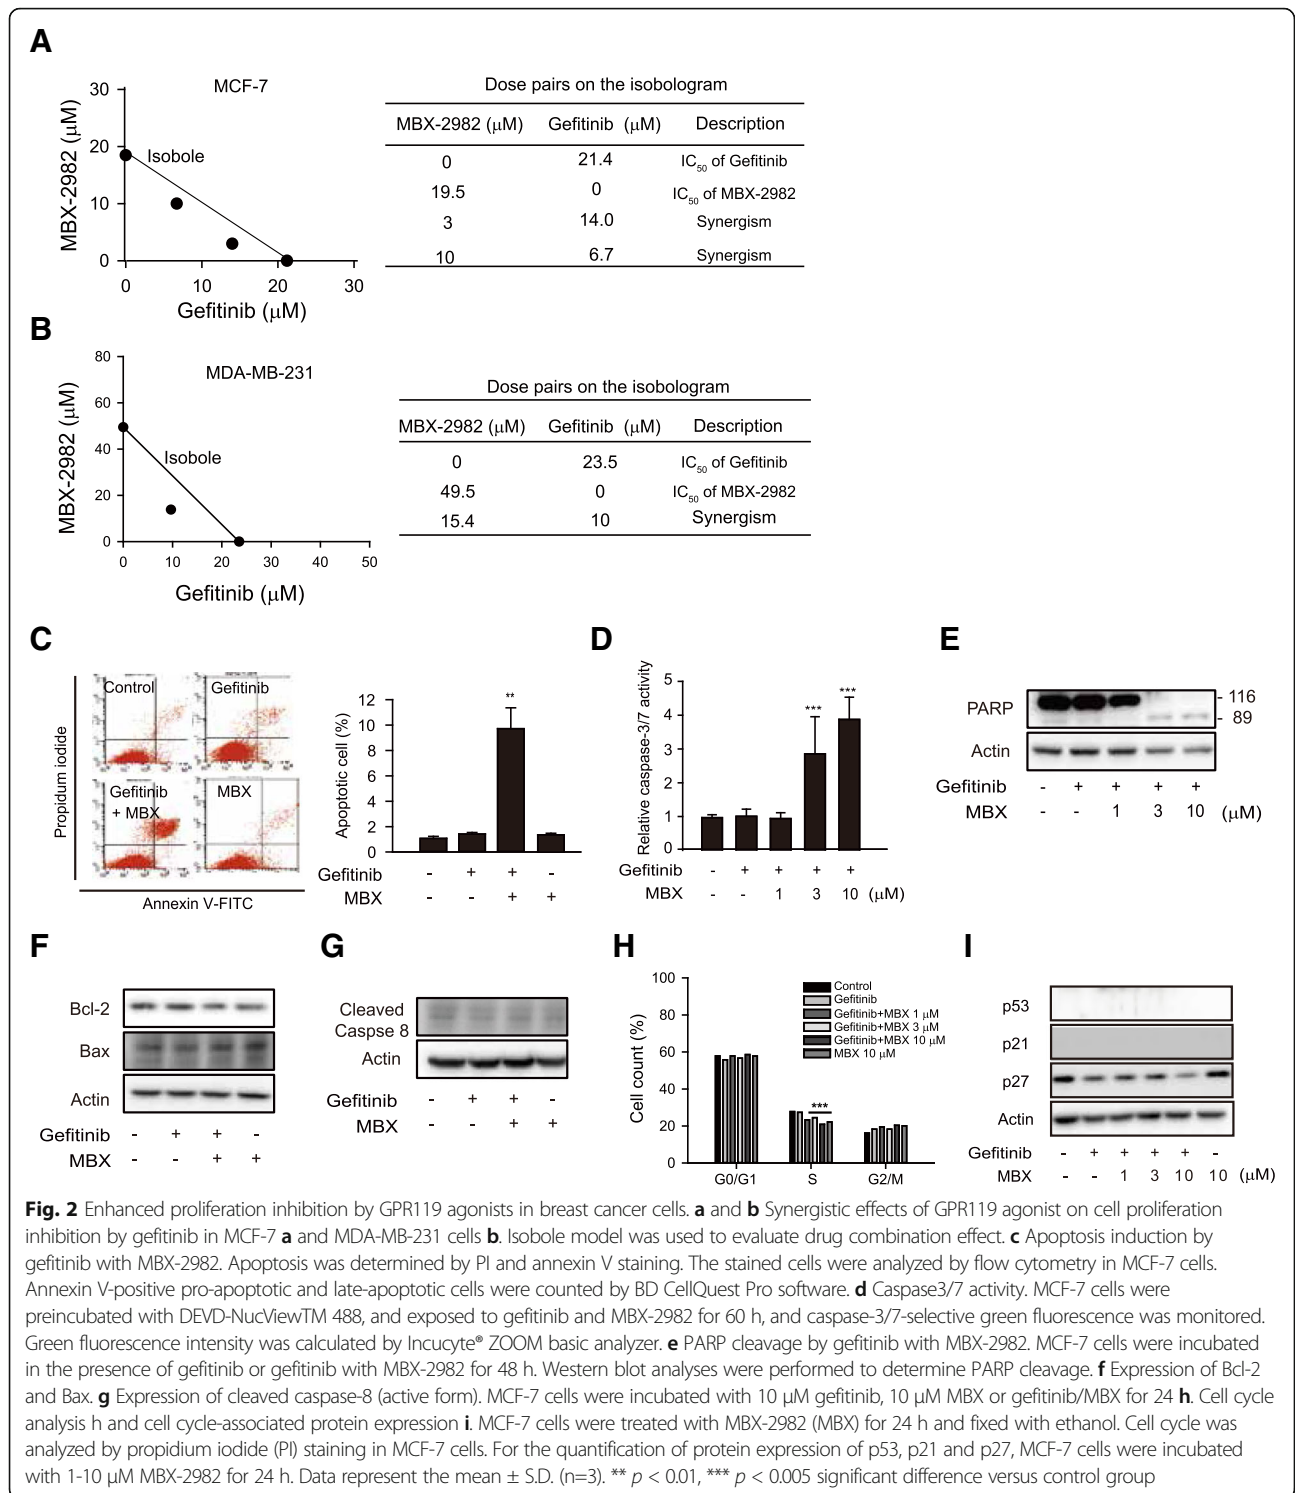 A
MCF-7
MBX-2982 (μM)
30
20
10
0
Isobole
0 10 20 30
Gefitinib (μM)
Dose pairs on the isobologram
MBX-2982 (μM) Gefitinib (μM) Description
0 21.4 IC50 of Gefitinib
19.5 0 IC50 of MBX-2982
3 14.0 Synergism
10 6.7 Synergism
B
MDA-MB-231
MBX-2982 (μM)
80
60
40
20
0
Isobole
0 10 20 30 40 50
Gefitinib (μM)
Dose pairs on the isobologram
MBX-2982 (μM) Gefitinib (μM) Description
0 23.5 IC50 of Gefitinib
49.5 0 IC50 of MBX-2982
15.4 10 Synergism
C
Propidum iodide
Control Gefitinib
Gefitinib + MBX MBX
Annexin V-FITC
Apoptotic cell (%)
12
10
8
6
4
2
0
**
Gefitinib - + + -
MBX - - + +
D
Relative caspase-3/7 activity
5
4
3
2
1
0
*** ***
Gefitinib - + + + +
MBX - - 1 3 10 (μM)
E
PARP - 116
- 89
Actin
Gefitinib - + + + +
MBX - - 1 3 10 (μM)
F
Bcl-2
Bax
Actin
Gefitinib - + + -
MBX - - + +
G
Cleaved
Caspse 8
Actin
Gefitinib - + + -
MBX - - + +
H
Cell count (%)
100
80
60
40
20
0
Control
Gefitinib
Gefitinib+MBX 1 μM
Gefitinib+MBX 3 μM
Gefitinib+MBX 10 μM
MBX 10 μM
***
G0/G1 S G2/M
I
p53
p21
p27
Actin
Gefitinib - + + + + -
MBX - - 1 3 10 10 (μM)
Fig. 2 Enhanced proliferation inhibition by GPR119 agonists in breast cancer cells. a and b Synergistic effects of GPR119 agonist on cell proliferation
inhibition by gefitinib in MCF-7 a and MDA-MB-231 cells b. Isobole model was used to evaluate drug combination effect. c Apoptosis induction by
gefitinib with MBX-2982. Apoptosis was determined by PI and annexin V staining. The stained cells were analyzed by flow cytometry in MCF-7 cells.
Annexin V-positive pro-apoptotic and late-apoptotic cells were counted by BD CellQuest Pro software. d Caspase3/7 activity. MCF-7 cells were
preincubated with DEVD-NucViewTM 488, and exposed to gefitinib and MBX-2982 for 60 h, and caspase-3/7-selective green fluorescence was monitored.
Green fluorescence intensity was calculated by Incucyte® ZOOM basic analyzer. e PARP cleavage by gefitinib with MBX-2982. MCF-7 cells were incubated
in the presence of gefitinib or gefitinib with MBX-2982 for 48 h. Western blot analyses were performed to determine PARP cleavage. f Expression of Bcl-2
and Bax. g Expression of cleaved caspase-8 (active form). MCF-7 cells were incubated with 10 μM gefitinib, 10 μM MBX or gefitinib/MBX for 24 h. Cell cycle
analysis h and cell cycle-associated protein expression i. MCF-7 cells were treated with MBX-2982 (MBX) for 24 h and fixed with ethanol. Cell cycle was
analyzed by propidium iodide (PI) staining in MCF-7 cells. For the quantification of protein expression of p53, p21 and p27, MCF-7 cells were incubated
with 1-10 μM MBX-2982 for 24 h. Data represent the mean ± S.D. (n=3). ** p < 0.01, *** p < 0.005 significant difference versus control group